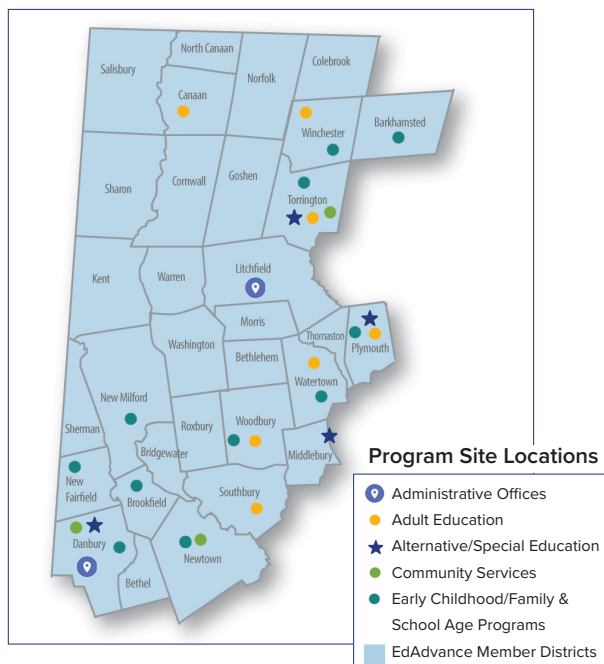 North Canaan
Colebrook
Salisbury
Norfolk
Canaan
Barkhamsted
Winchester
Goshen
Cornwall
Sharon
Torrington
Litchfield
Kent
Warren
Morris
Thomaston
Plymouth
Washington
Bethlehem
Watertown
New Milford
Roxbury
Woodbury
Sherman
Bridgewater
Middlebury
New
Fairfield
Brookfield
Southbury
Danbury
Newtown
Bethel
Program Site Locations
Administrative Offices
Adult Education
Alternative/Special Education
Community Services
Early Childhood/Family &
School Age Programs
EdAdvance Member Districts